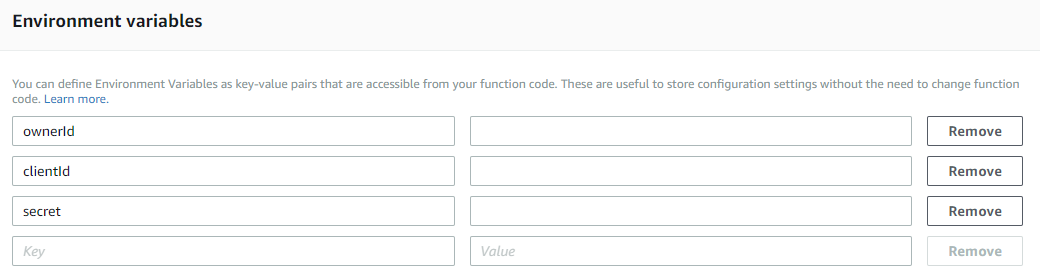 Environment variables
You can define Environment Variables as key-value pairs that are accessible from your function code. These are useful to store configuration settings without the need to change function
code. Learn more.
ownerId Remove
clientId Remove
secret Remove
Key Value Remove